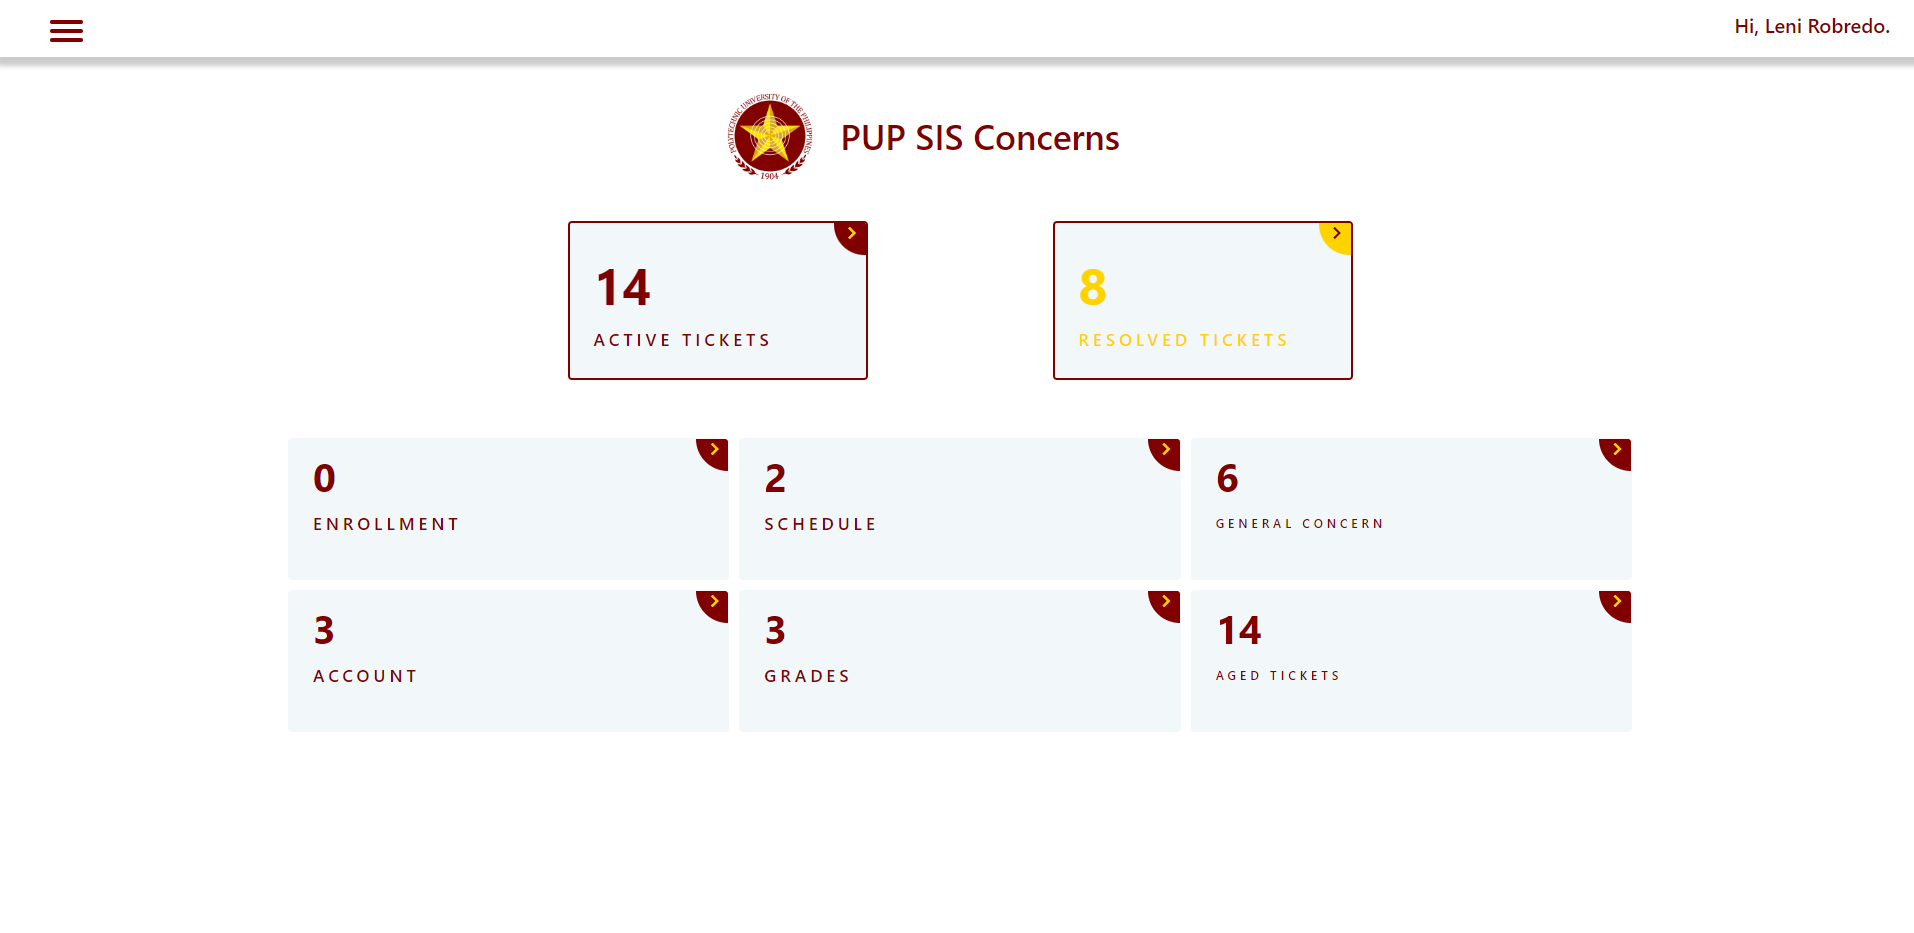 Hi, Leni Robredo.
POLYTECHNIC UNIVERSITY OF THE PHILIPPINES
1904
PUP SIS Concerns
14
ACTIVE TICKETS
8
RESOLVED TICKETS
0
ENROLLMENT
2
SCHEDULE
6
GENERAL CONCERN
3
ACCOUNT
3
GRADES
14
AGED TICKETS